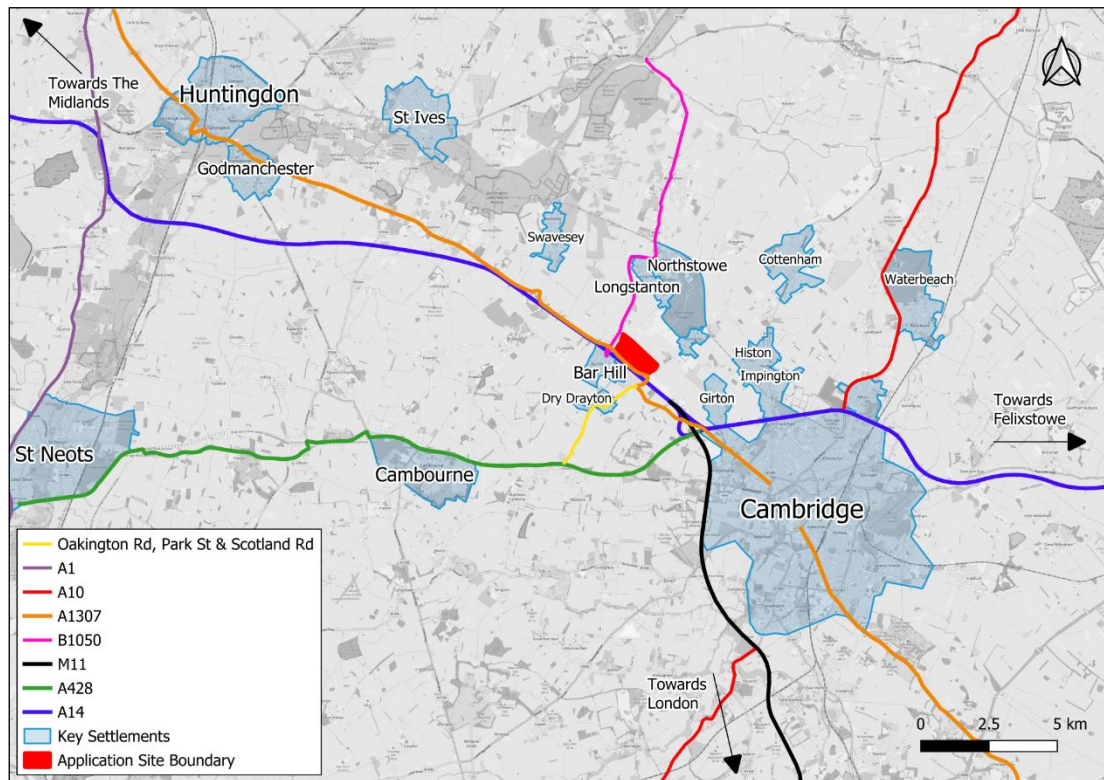 Towards The
Midlands
Huntingdon
St Ives
Godmanchester
Swavesey
Northstowe
Longstanton
Cottenham
Waterbeach
Histon
Impington
Bar Hill
Dry Drayton
Girton
Towards
Felixstowe
St Neots
Cambourne
Cambridge
Oakington Rd, Park St & Scotland Rd
A1
A10
A1307
B1050
M11
A428
A14
Key Settlements
Application Site Boundary
Towards
London
0 2.5 5 km